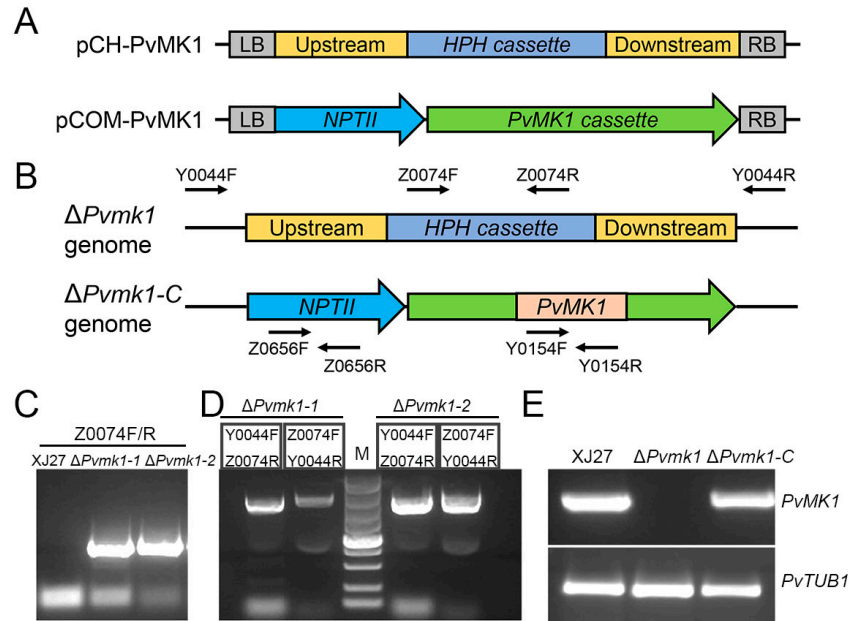 A
pCH-PvMK1
LB Upstream HPH cassette Downstream RB
pCOM-PvMK1
LB NPTII PvMK1 cassette RB
B
Y0044F Z0074F Z0074R Y0044R
ΔPvmk1 genome
Upstream HPH cassette Downstream
ΔPvmk1-C genome
NPTII PvMK1
Z0656F Z0656R Y0154F Y0154R
C
Z0074F/R
XJ27 ΔPvmk1-1 ΔPvmk1-2
D
ΔPvmk1-1 ΔPvmk1-2
Y0044F Z0074F Y0044F Z0074F
Z0074R Y0044R M Z0074R Y0044R
E
XJ27 ΔPvmk1 ΔPvmk1-C
PvMK1
PvTUB1